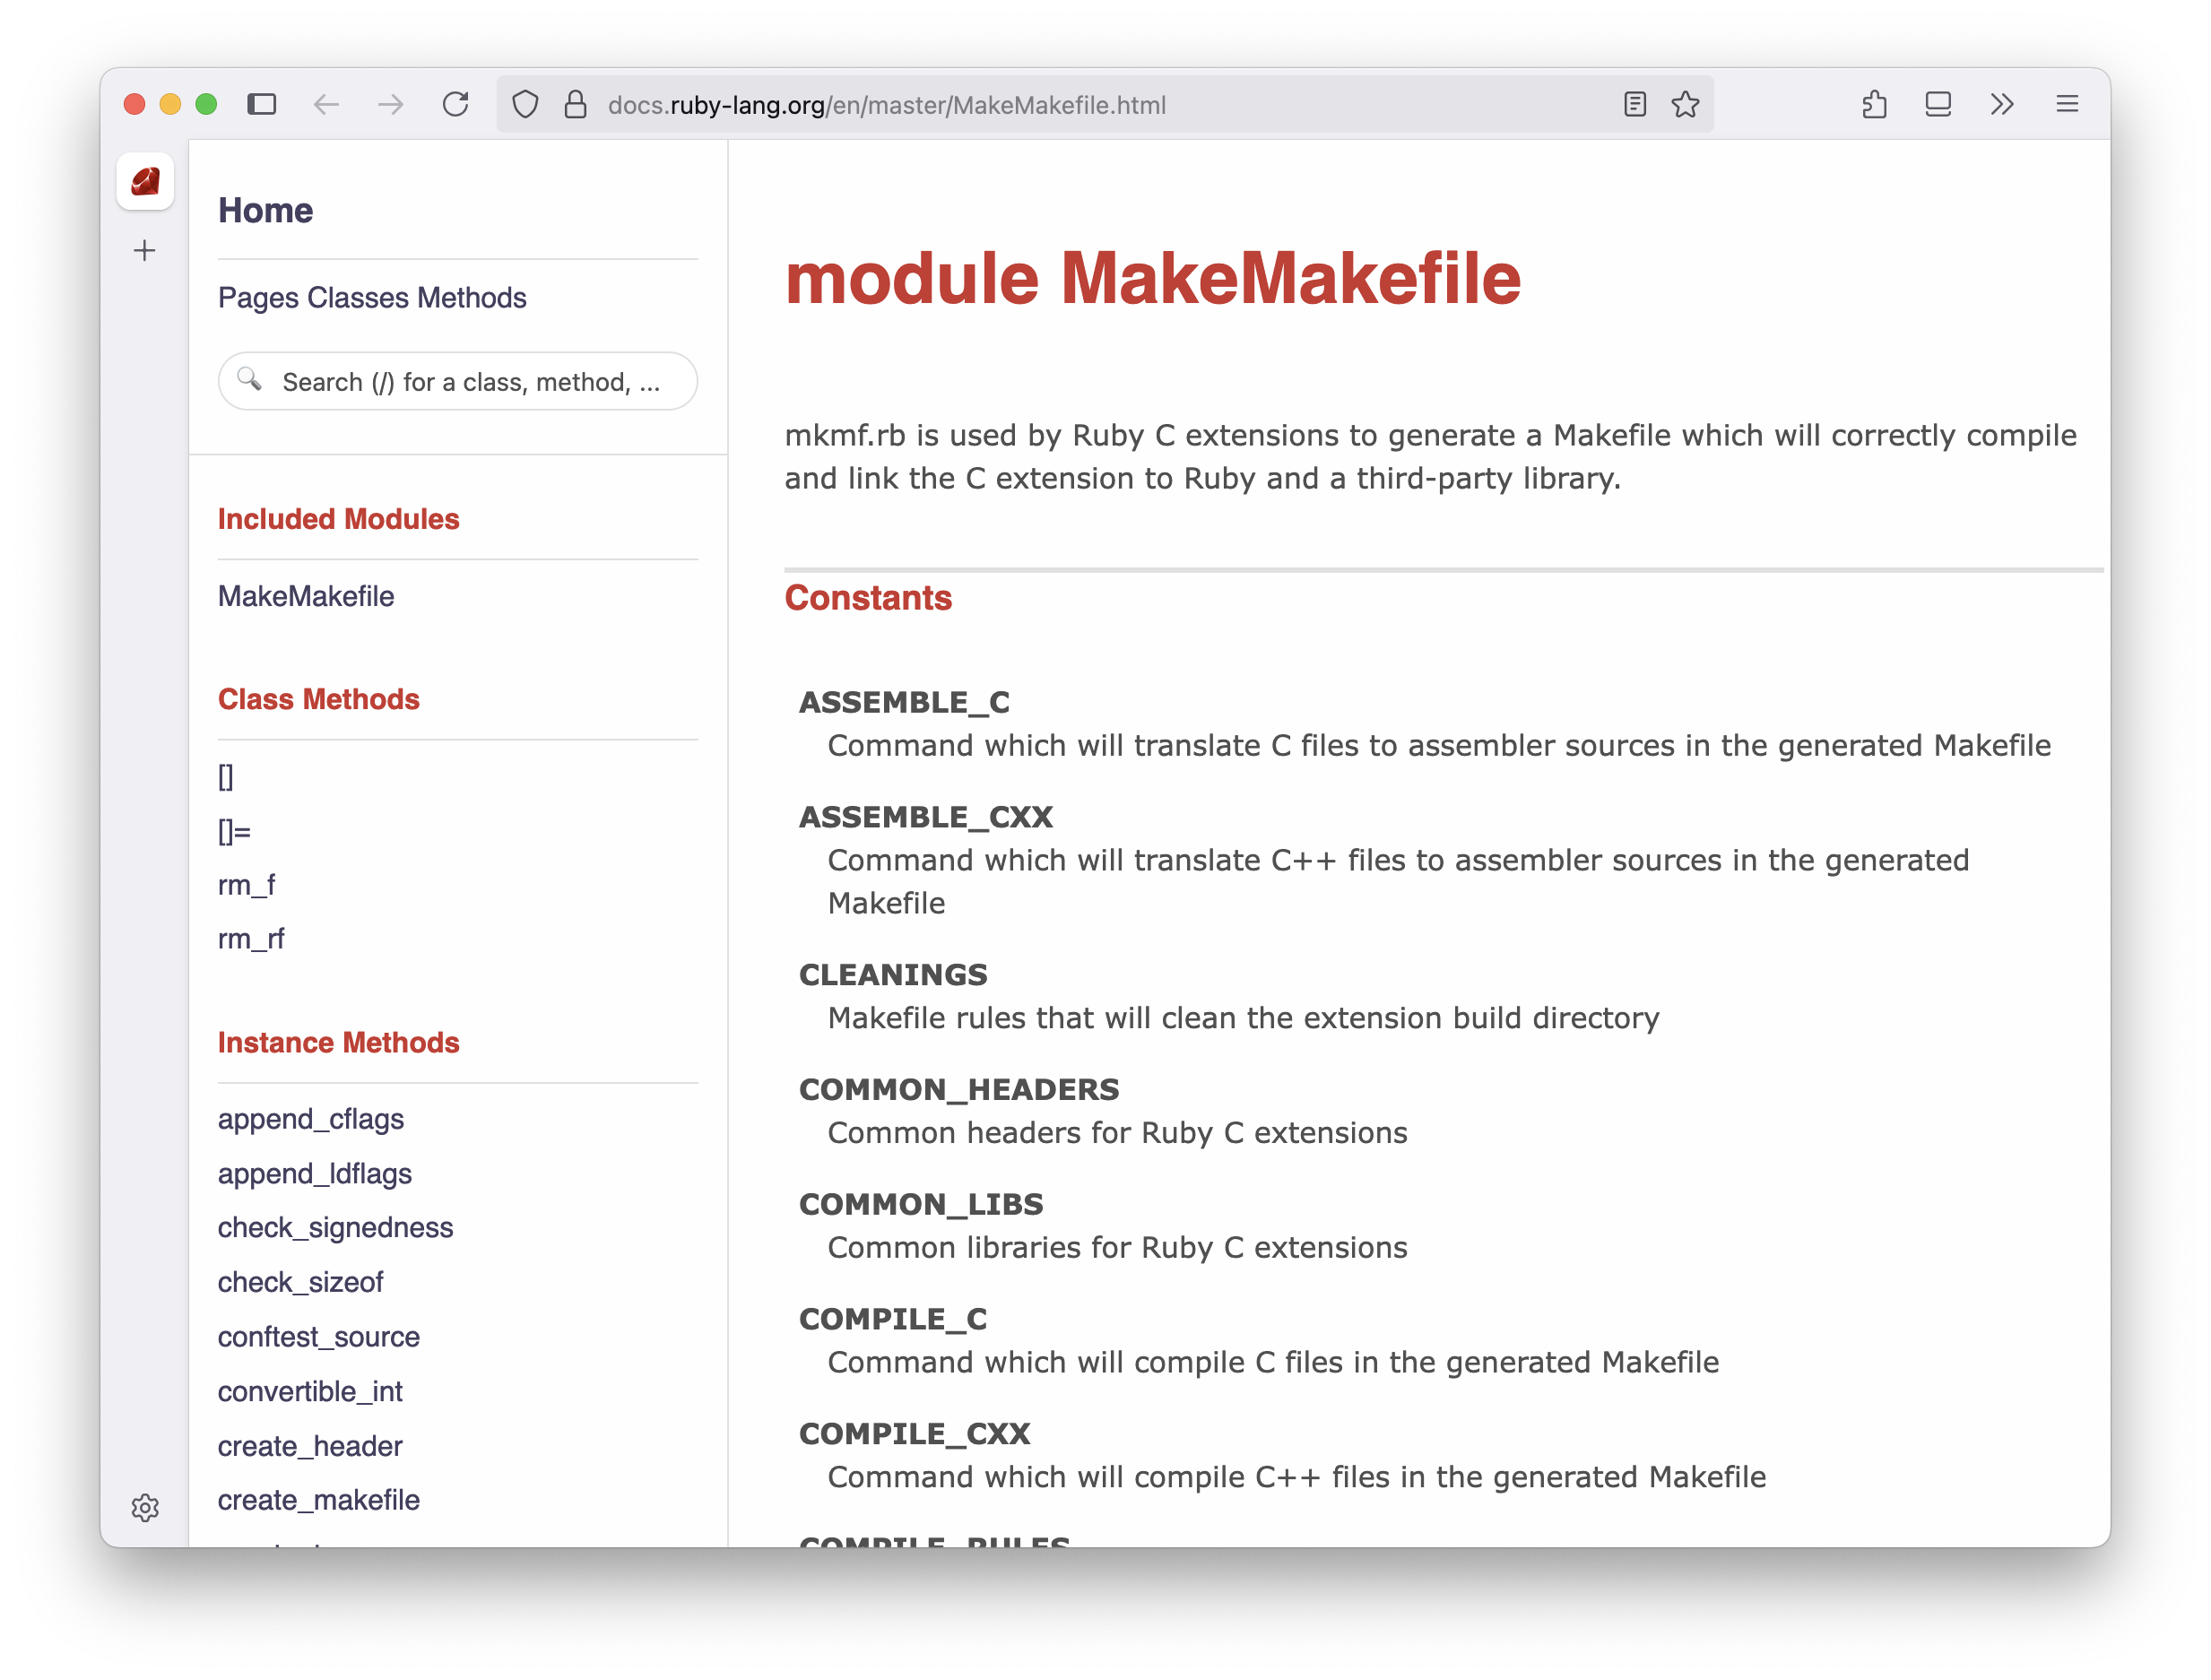 docs.ruby-lang.org/en/master/MakeMakefile.html
Home
Pages Classes Methods
Search (/) for a class, method, ...
Included Modules
MakeMakefile
Class Methods
[]
[]=
rm_f
rm_rf
Instance Methods
append_cflags
append_ldflags
check_signedness
check_sizeof
conftest_source
convertible_int
create_header
create_makefile
module MakeMakefile
mkmf.rb is used by Ruby C extensions to generate a Makefile which will correctly compile
and link the C extension to Ruby and a third-party library.
Constants
ASSEMBLE_C
Command which will translate C files to assembler sources in the generated Makefile
ASSEMBLE_CXX
Command which will translate C++ files to assembler sources in the generated
Makefile
CLEANINGS
Makefile rules that will clean the extension build directory
COMMON_HEADERS
Common headers for Ruby C extensions
COMMON_LIBS
Common libraries for Ruby C extensions
COMPILE_C
Command which will compile C files in the generated Makefile
COMPILE_CXX
Command which will compile C++ files in the generated Makefile
COMPILE_RULES